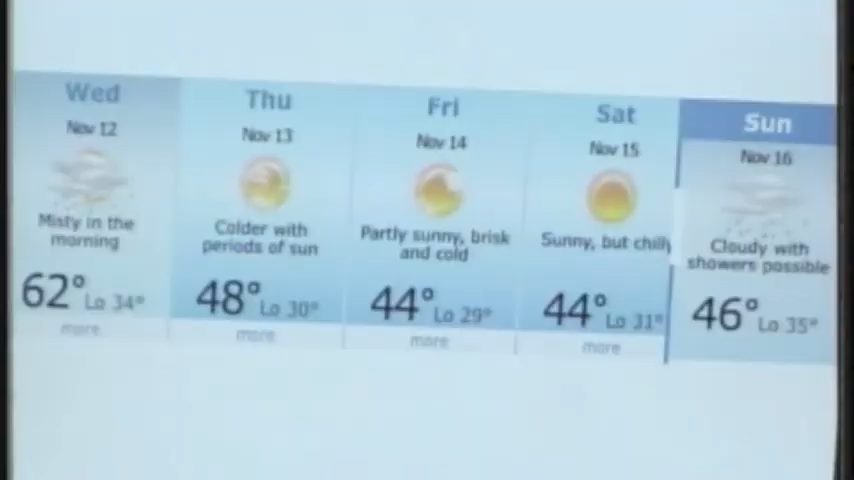 Wed
Nov 12
Misty in the
morning
62° Lo 34°
more
Thu
Nov 13
Colder with
periods of sun
48° Lo 30°
more
Fri
Nov 14
Partly sunny, brisk
and cold
44° Lo 29°
more
Sat
Nov 15
Sunny, but chilly
44° Lo 31°
more
Sun
Nov 16
Cloudy with
showers possible
46° Lo 35°